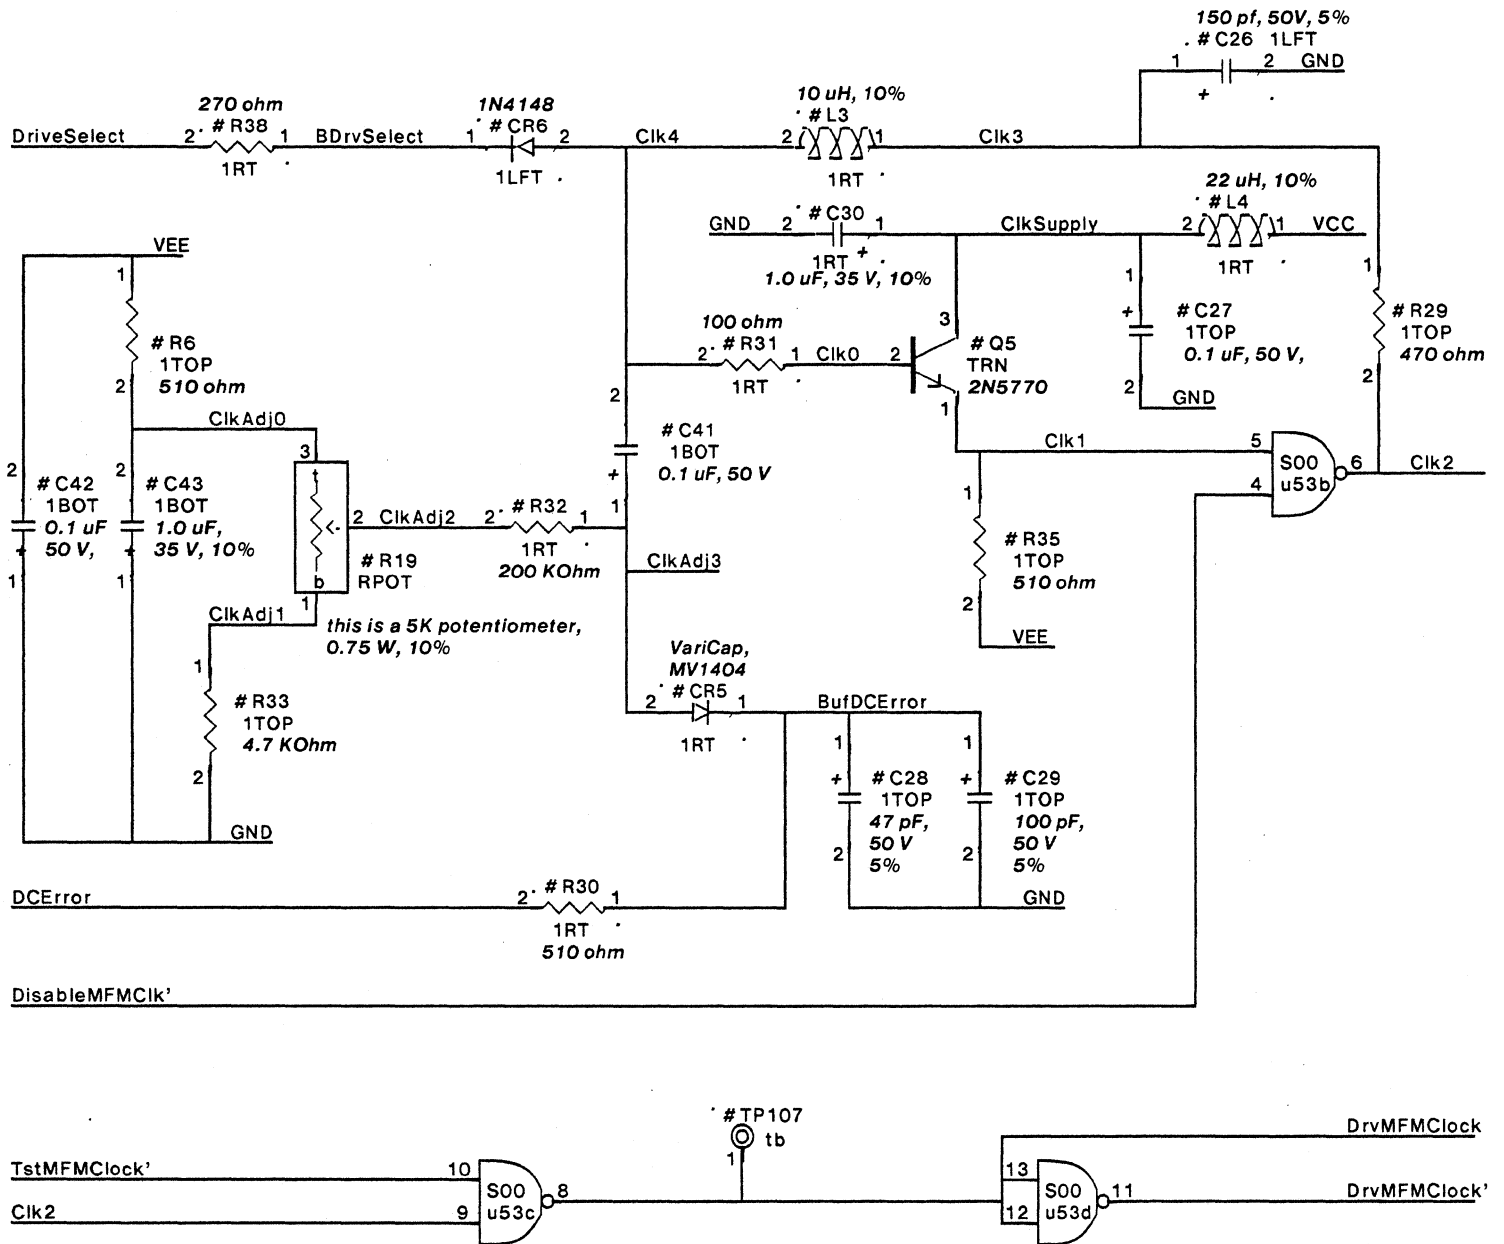 150 pf, 50V, 5%
# C26 1LFT
1 2 GND
+
270 ohm
# R38
DriveSelect 2 1 BDrvSelect
1RT
1N4148
# CR6
1 2 Clk4
1LFT
10 uH, 10%
# L3
2 1 Clk3
1RT
22 uH, 10%
# L4
ClkSupply 2 1 VCC
1RT
# C30
GND 2 1
1RT +
1.0 uF, 35 V, 10%
VEE
1
# R6
1TOP
510 ohm
2
100 ohm
# R31
2 1 Clk0 2
1RT
3
# Q5
TRN
2N5770
1
1
+
# C27
1TOP
0.1 uF, 50 V,
2
GND
1
# R29
1TOP
470 ohm
2
ClkAdj0
3
t
<-
b
1
2 ClkAdj2
# R19
RPOT
2
# C42
1BOT
0.1 uF
50 V,
+
1
2
# C43
1BOT
1.0 uF,
35 V, 10%
+
1
2
# C41
1BOT
0.1 uF, 50 V
+
1
2 # R32 1
1RT
200 KOhm
ClkAdj3
Clk1 5
4
S00
u53b
6 Clk2
1
# R35
1TOP
510 ohm
2
VEE
ClkAdj1
this is a 5K potentiometer,
0.75 W, 10%
1
# R33
1TOP
4.7 KOhm
2
GND
VariCap,
MV1404
2 # CR5 1
1RT
BufDCError
1
+
# C28
1TOP
47 pF,
50 V
5%
2
1
+
# C29
1TOP
100 pF,
50 V
5%
2
GND
DCError 2 # R30 1
1RT
510 ohm
DisableMFMClk'
# TP107
tb
1
TstMFMClock' 10
Clk2 9
S00
u53c
8
13
12
S00
u53d
11
DrvMFMClock
DrvMFMClock'